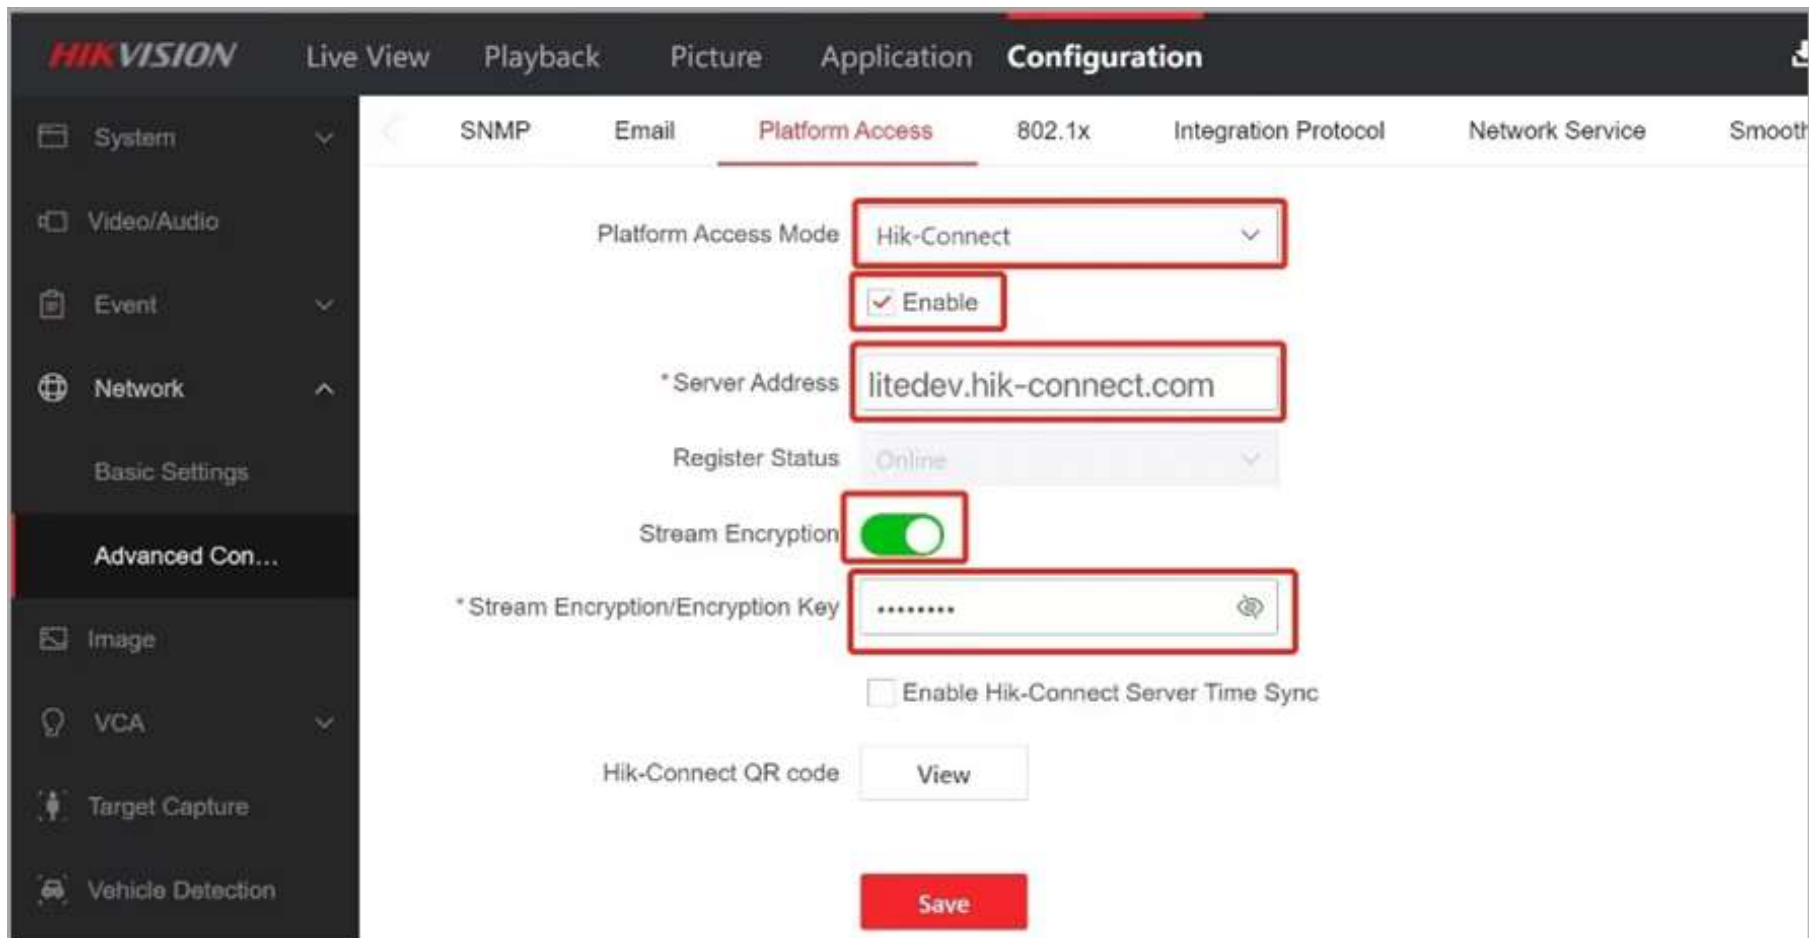 HIKVISION Live View Playback Picture Application Configuration
SNMP Email Platform Access 802.1x Integration Protocol Network Service Smooth
System
Video/Audio
Event
Network
Basic Settings
Advanced Con...
Image
VCA
Target Capture
Vehicle Detection
Platform Access Mode Hik-Connect
Enable
* Server Address litedev.hik-connect.com
Register Status Online
Stream Encryption
* Stream Encryption/Encryption Key ••••••••
Enable Hik-Connect Server Time Sync
Hik-Connect QR code View
Save